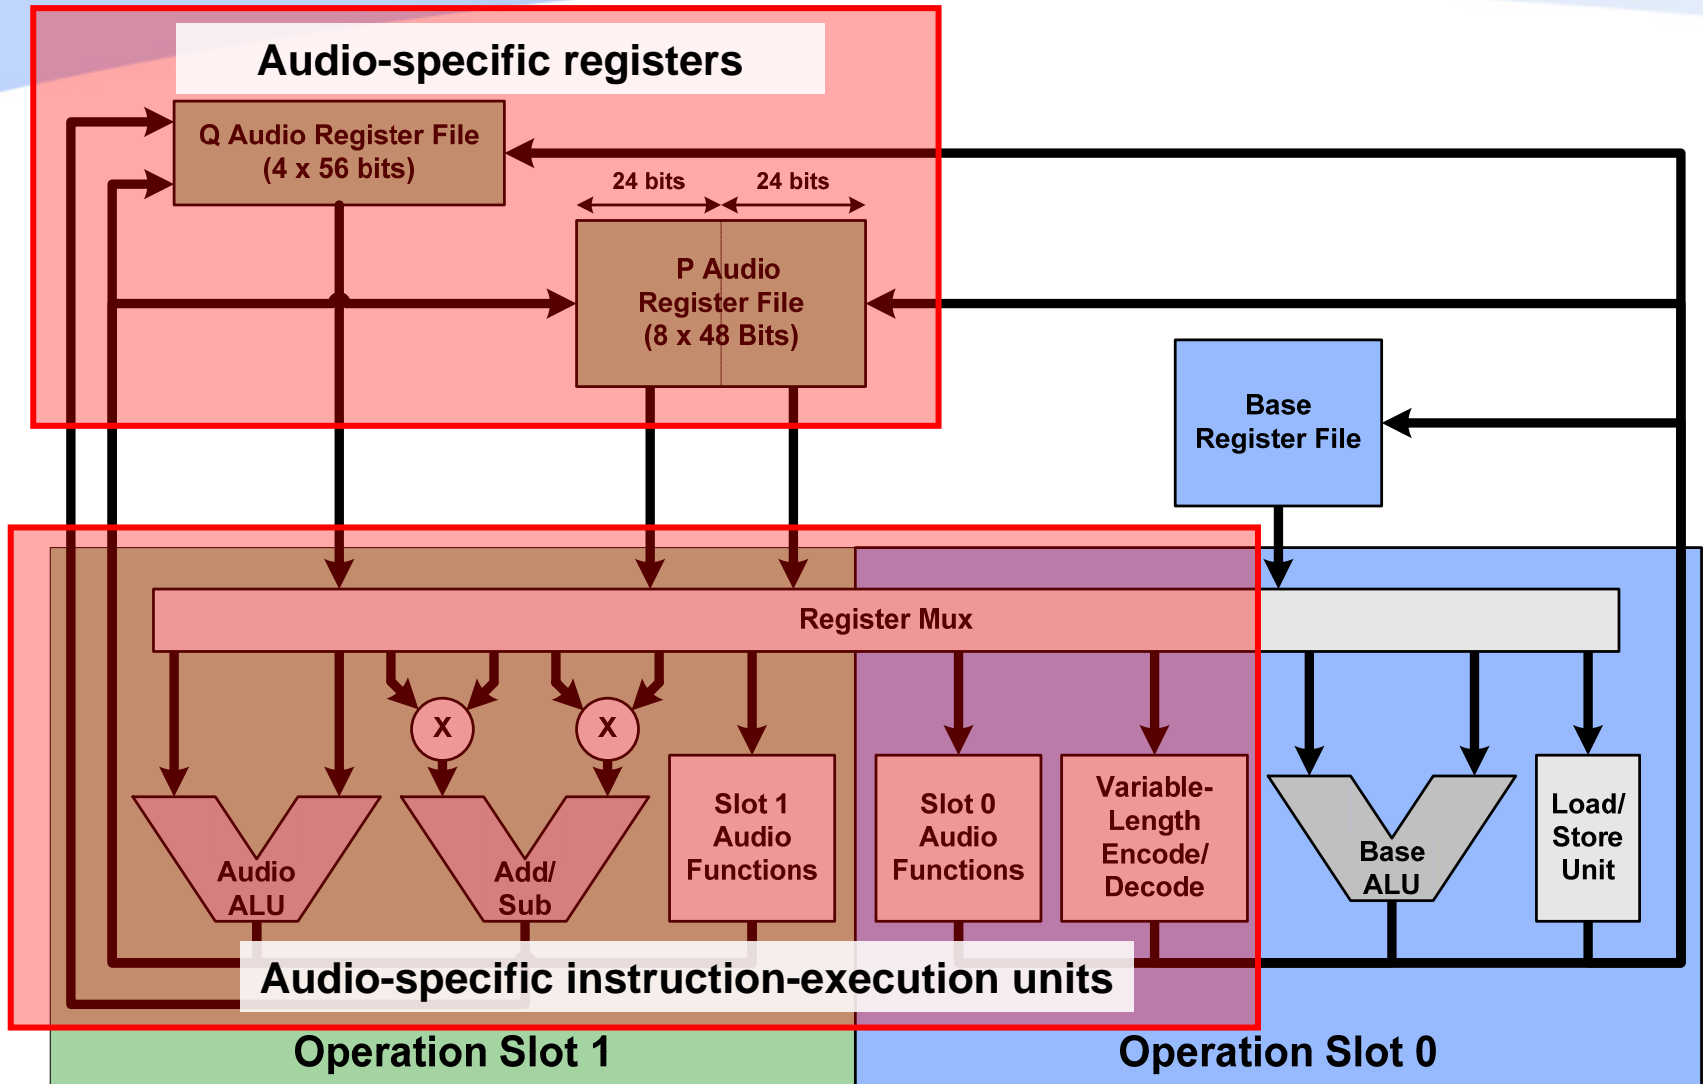 Audio-specific registers
Q Audio Register File
(4 x 56 bits)
24 bits
24 bits
P Audio
Register File
(8 x 48 Bits)
Base
Register File
Register Mux
X
X
Audio
ALU
Add/
Sub
Slot 1
Audio
Functions
Slot 0
Audio
Functions
Variable-
Length
Encode/
Decode
Base
ALU
Load/
Store
Unit
Audio-specific instruction-execution units
Operation Slot 1
Operation Slot 0